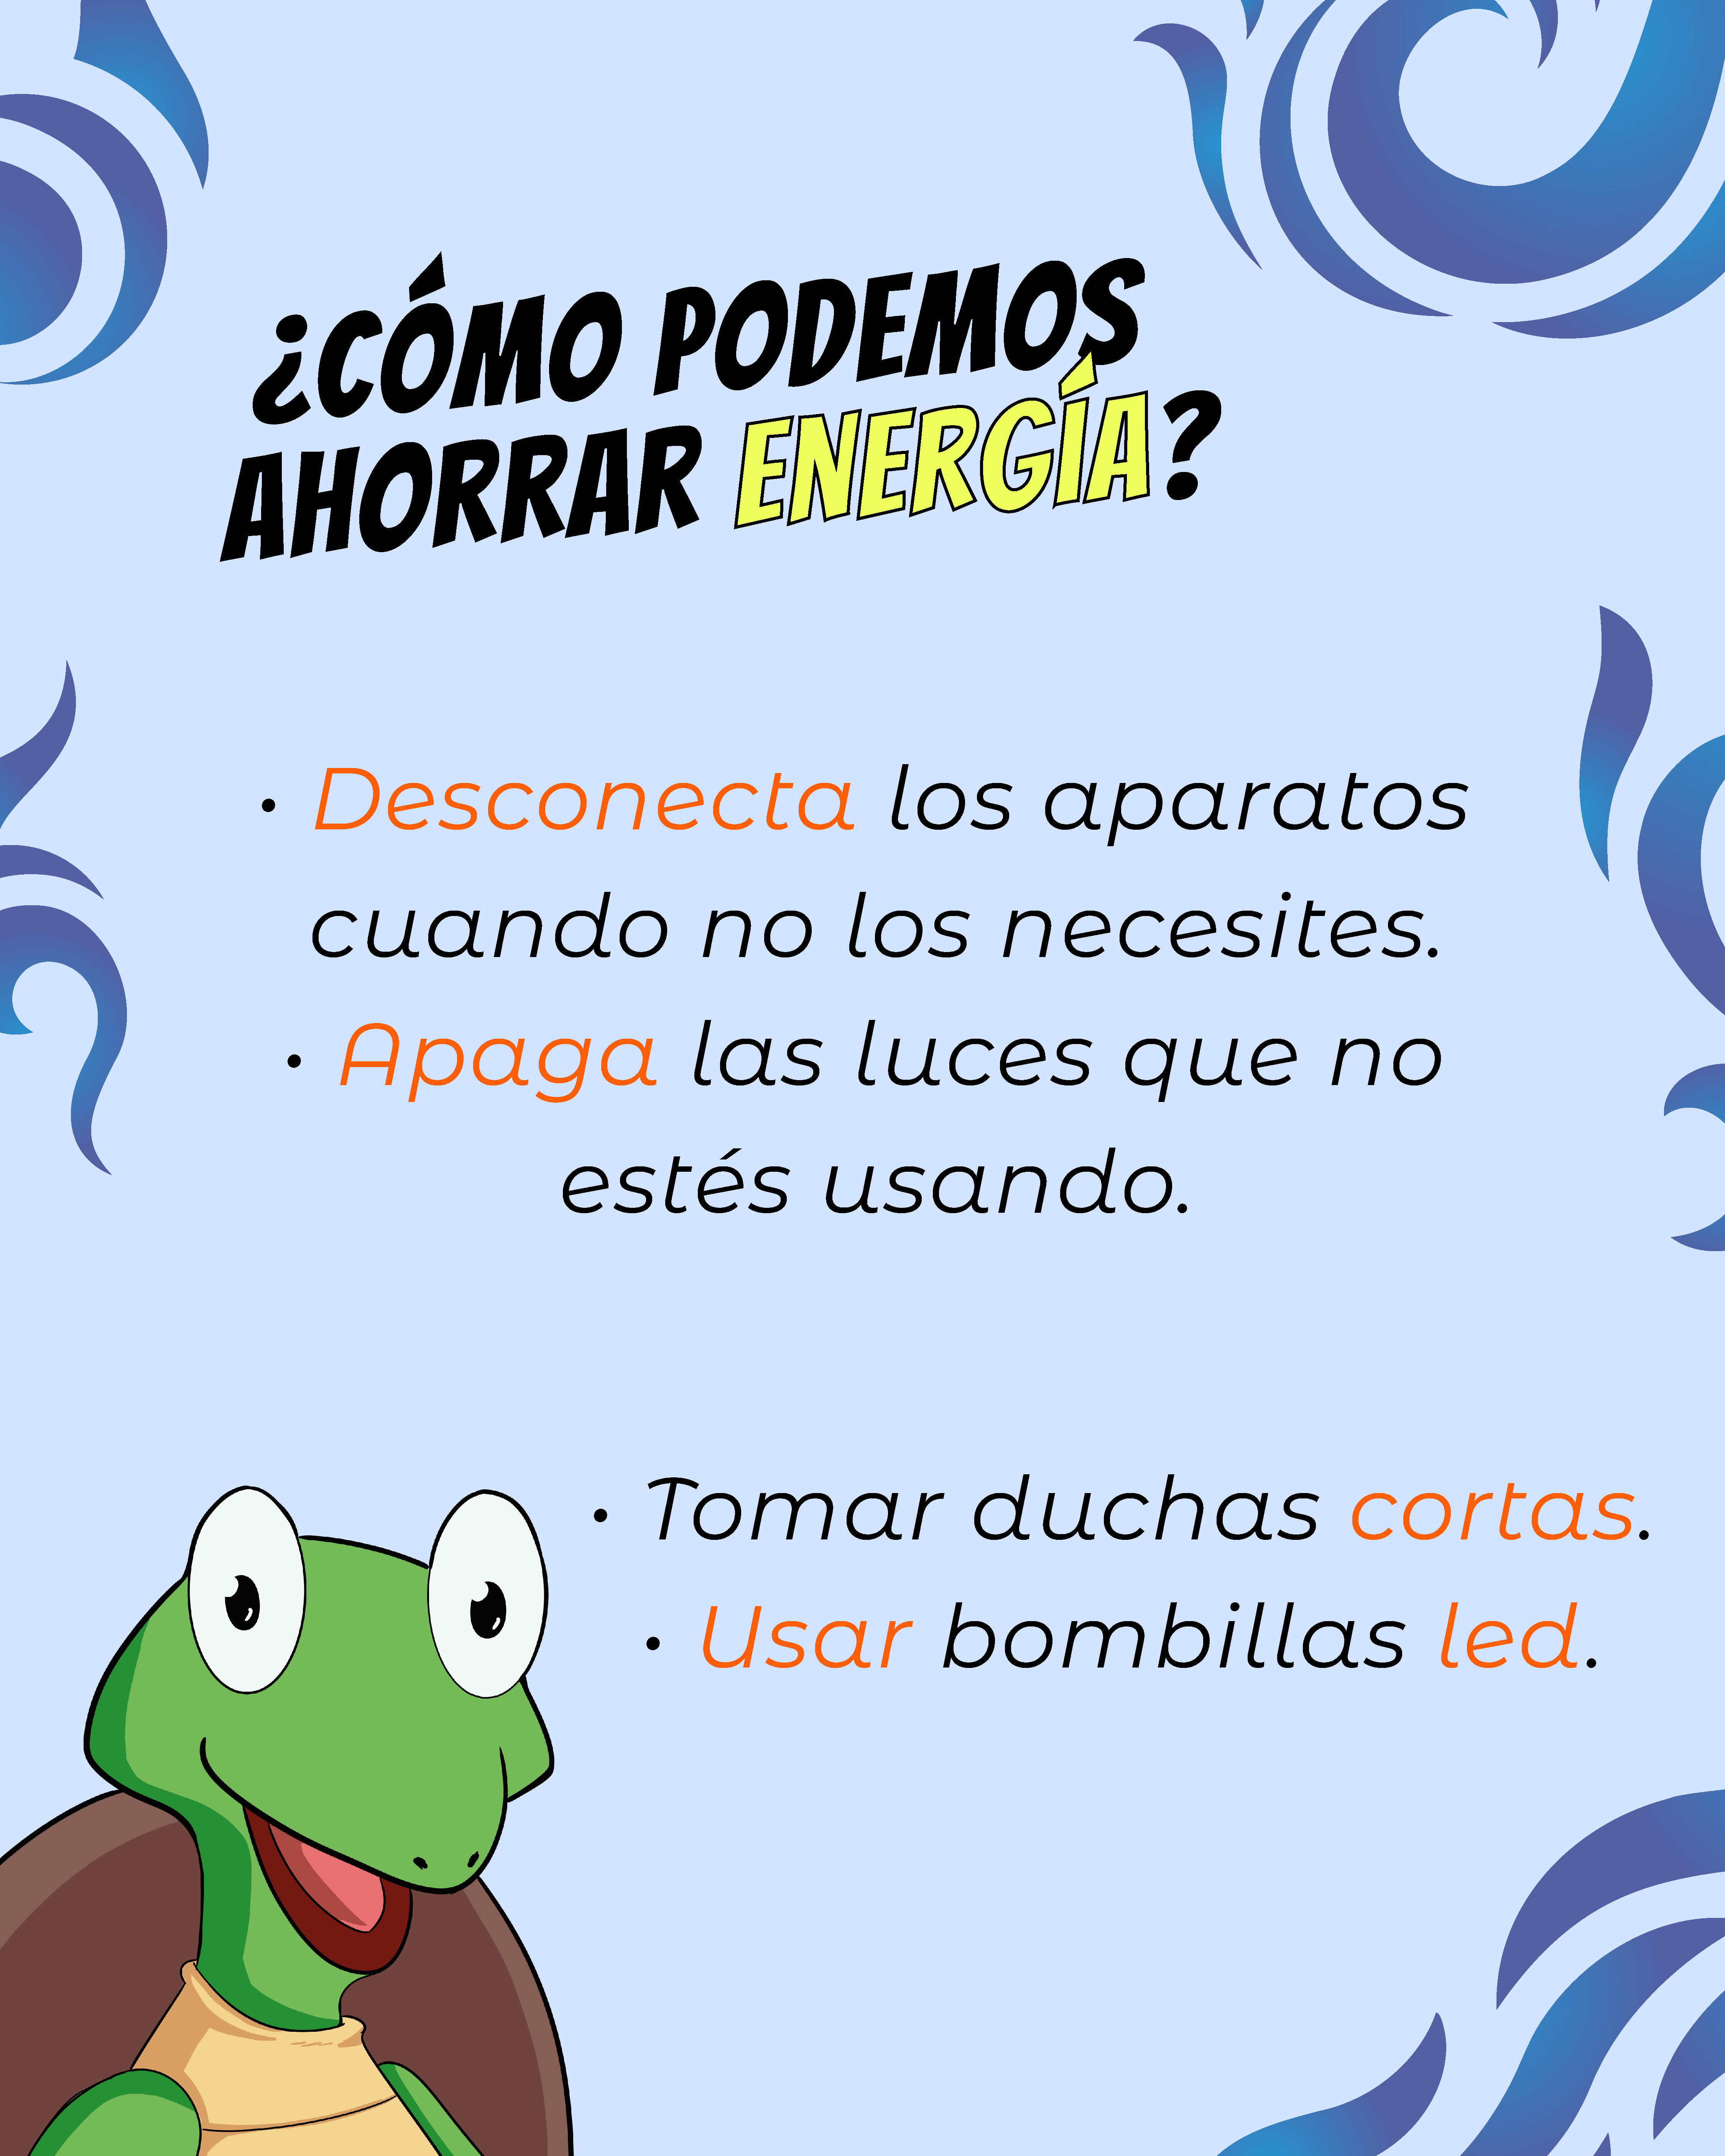 ¿CÓMO PODEMOS
AHORRAR ENERGÍA?
• Desconecta los aparatos
cuando no los necesites.
• Apaga las luces que no
estés usando.
• Tomar duchas cortas.
• Usar bombillas led.